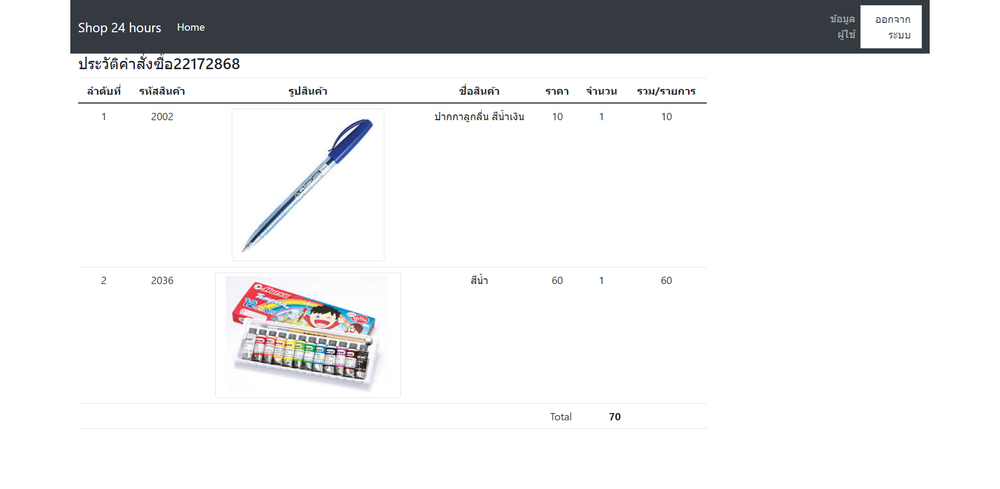 Shop 24 hours Home ข้อมูล ออกจาก
ผู้ใช้ ระบบ
ประวัติคำสั่งซื้อ22172868
ลำดับที่ รหัสสินค้า รูปสินค้า ชื่อสินค้า ราคา จำนวน รวม/รายการ
1 2002 ปากกาลูกลื่น สีน้ำเงิน 10 1 10
2 2036 สีน้ำ 60 1 60
Horse
Tempera
12 colors
Total 70